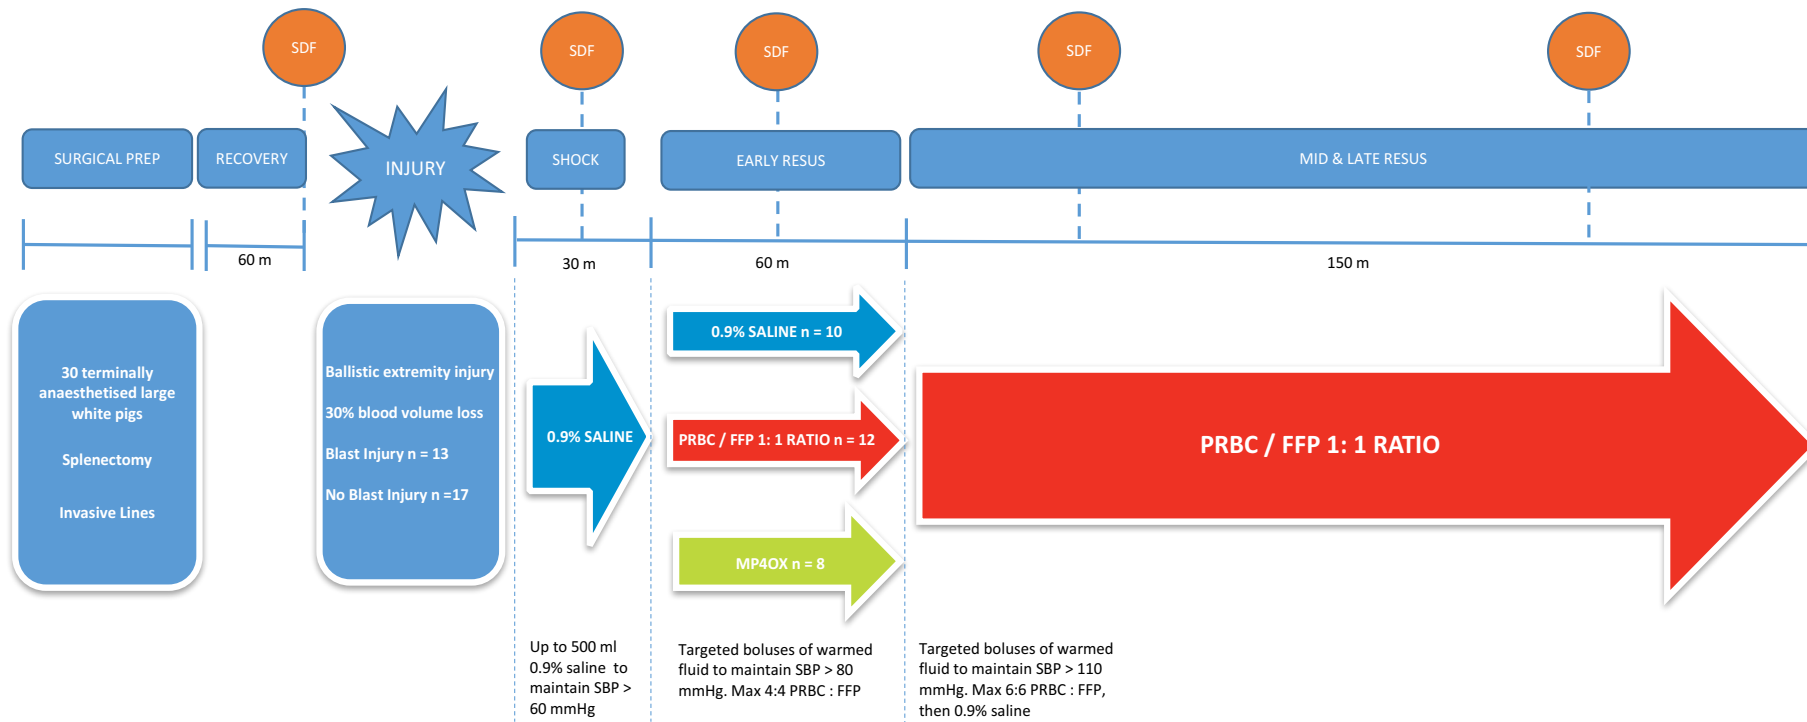 SDF
SDF
SDF
SDF
SDF
SURGICAL PREP
RECOVERY
INJURY
SHOCK
EARLY RESUS
MID & LATE RESUS
60 m
30 m
60 m
150 m
30 terminally
anaesthetised large
white pigs
Splenectomy
Invasive Lines
Ballistic extremity injury
30% blood volume loss
Blast Injury n = 13
No Blast Injury n =17
0.9% SALINE
0.9% SALINE n = 10
PRBC / FFP 1: 1 RATIO n = 12
MP4OX n = 8
PRBC / FFP 1: 1 RATIO
Up to 500 ml
0.9% saline to
maintain SBP >
60 mmHg
Targeted boluses of warmed
fluid to maintain SBP > 80
mmHg. Max 4:4 PRBC : FFP
Targeted boluses of warmed
fluid to maintain SBP > 110
mmHg. Max 6:6 PRBC : FFP,
then 0.9% saline